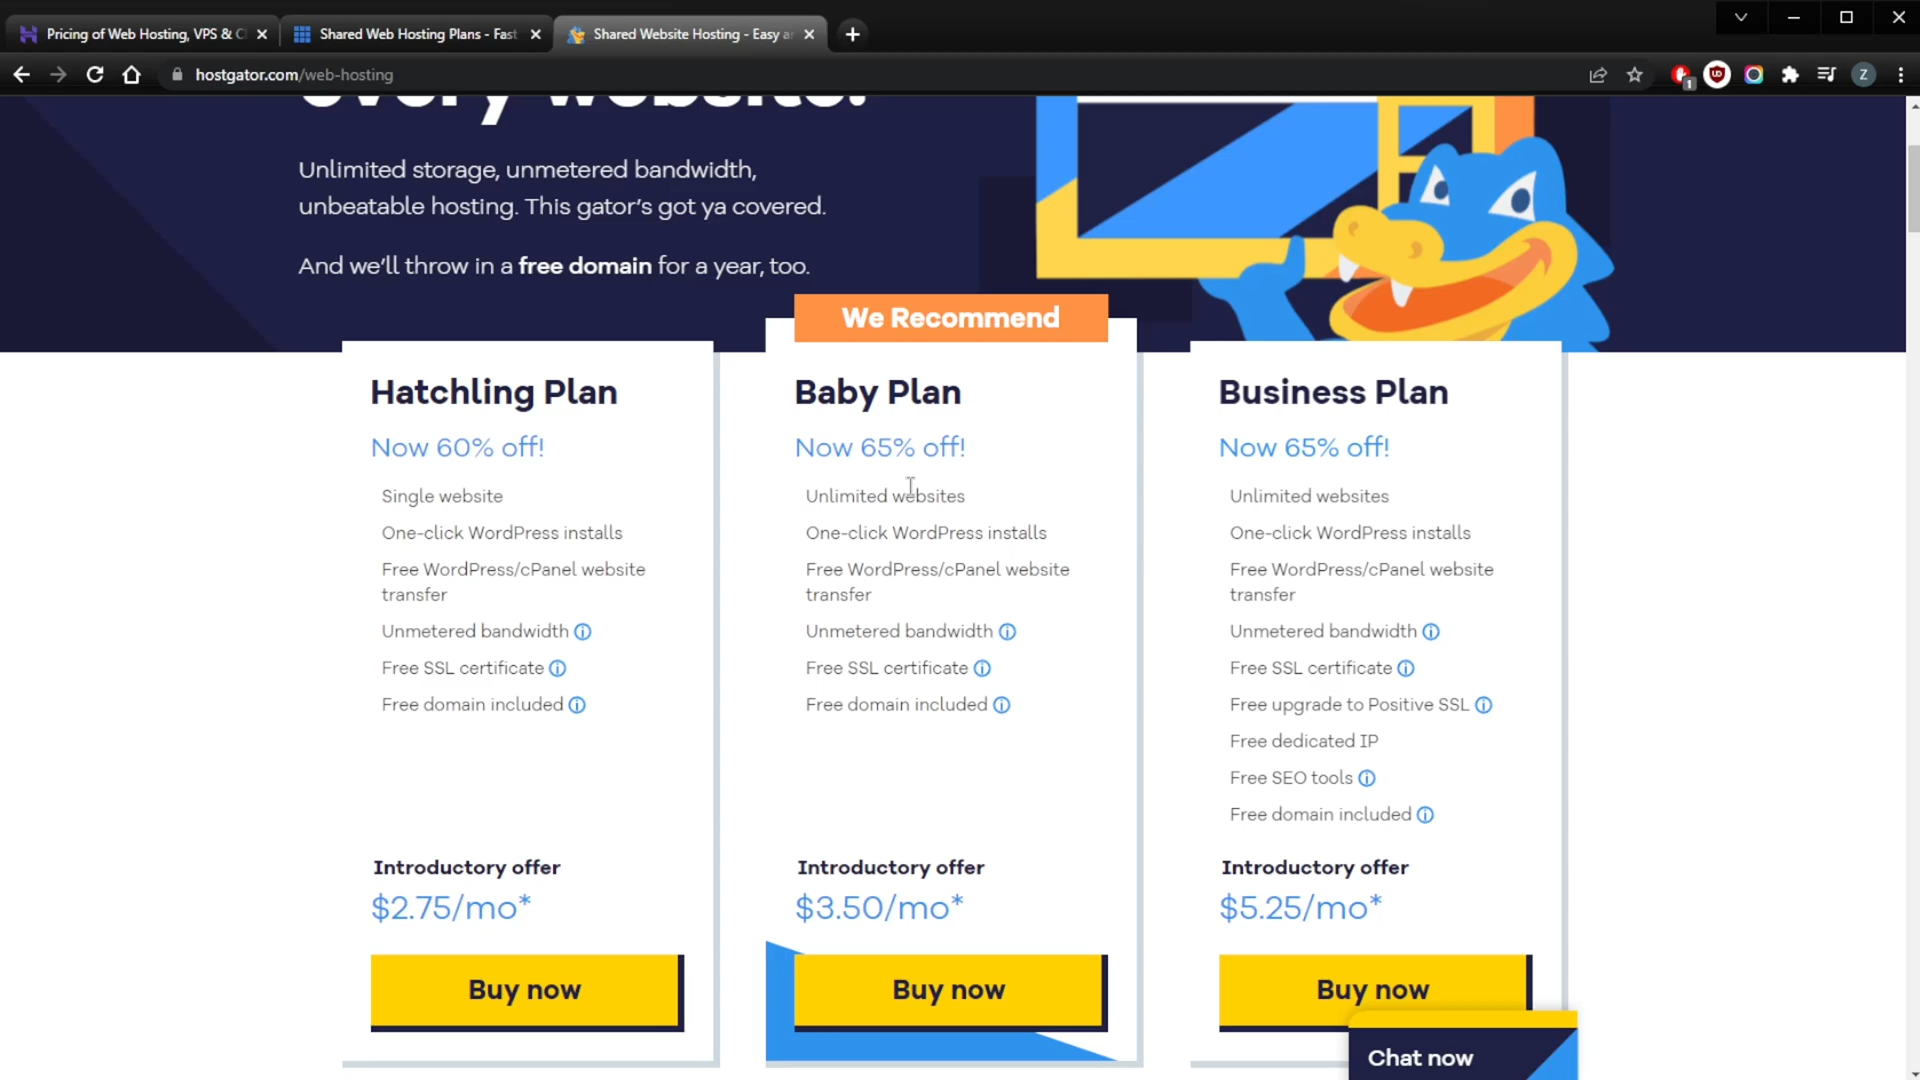 Pricing of Web Hosting, VPS & C
Shared Web Hosting Plans - Fast
Shared Website Hosting - Easy a
hostgator.com/web-hosting
1
Z
every website.
Unlimited storage, unmetered bandwidth,
unbeatable hosting. This gator's got ya covered.
And we'll throw in a free domain for a year, too.
We Recommend
Hatchling Plan
Now 60% off!
Single website
One-click WordPress installs
Free WordPress/cPanel website
transfer
Unmetered bandwidth
Free SSL certificate
Free domain included
Introductory offer
$2.75/mo*
Buy now
Baby Plan
Now 65% off!
Unlimited websites
One-click WordPress installs
Free WordPress/cPanel website
transfer
Unmetered bandwidth
Free SSL certificate
Free domain included
Introductory offer
$3.50/mo*
Buy now
Business Plan
Now 65% off!
Unlimited websites
One-click WordPress installs
Free WordPress/cPanel website
transfer
Unmetered bandwidth
Free SSL certificate
Free upgrade to Positive SSL
Free dedicated IP
Free SEO tools
Free domain included
Introductory offer
$5.25/mo*
Buy now
Chat now